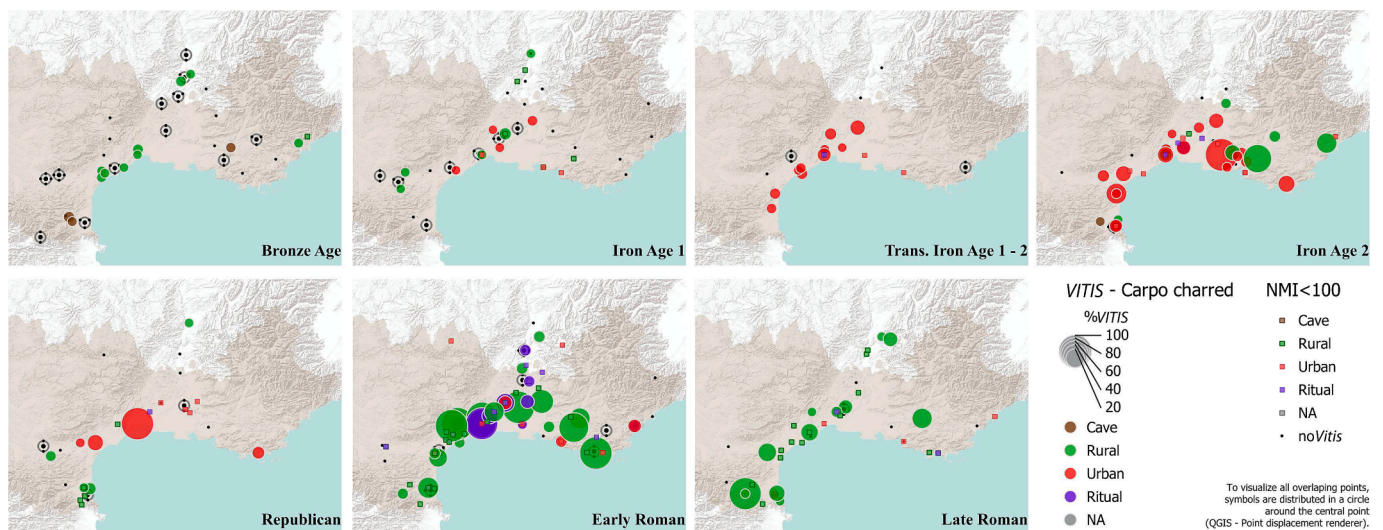 Bronze Age
Iron Age 1
Trans. Iron Age 1 - 2
Iron Age 2
Republican
Early Roman
Late Roman
VITIS - Carpo charred
%VITIS
100
80
60
40
20
Cave
Rural
Urban
Ritual
NA
NMI<100
Cave
Rural
Urban
Ritual
NA
noVitis
To visualize all overlaping points,
symbols are distributed in a circle
around the central point
(QGIS - Point displacement renderer).